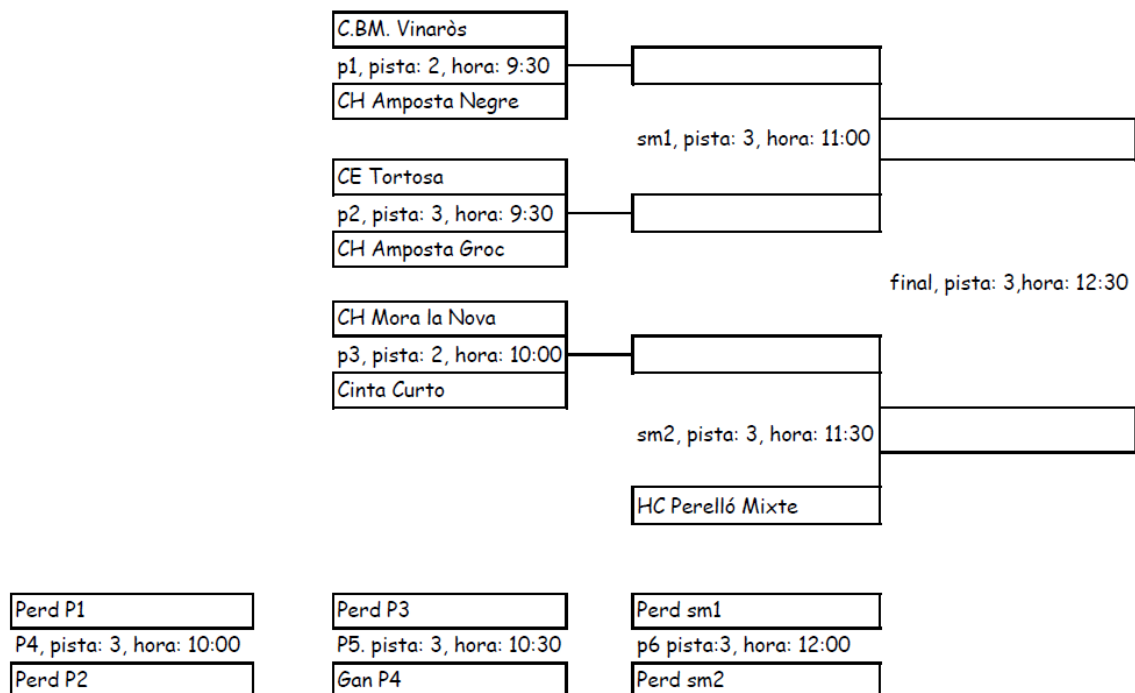 C.BM. Vinaròs
p1, pista: 2, hora: 9:30
CH Amposta Negre
sm1, pista: 3, hora: 11:00
CE Tortosa
p2, pista: 3, hora: 9:30
CH Amposta Groc
final, pista: 3,hora: 12:30
CH Mora la Nova
p3, pista: 2, hora: 10:00
Cinta Curto
sm2, pista: 3, hora: 11:30
HC Perelló Mixte
Perd P1
P4, pista: 3, hora: 10:00
Perd P2
Perd P3
P5. pista: 3, hora: 10:30
Gan P4
Perd sm1
p6 pista:3, hora: 12:00
Perd sm2